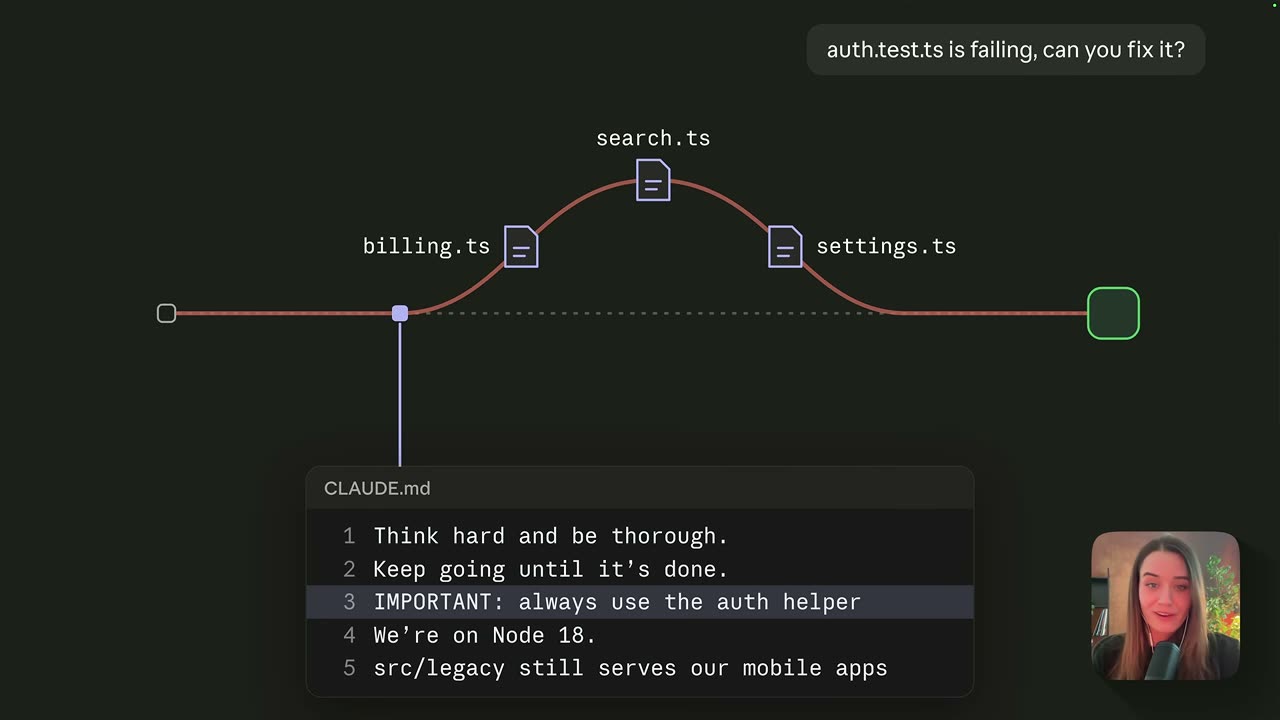 auth.test.ts is failing, can you fix it?
search.ts
billing.ts
settings.ts
CLAUDE.md
1 Think hard and be thorough.
2 Keep going until it’s done.
3 IMPORTANT: always use the auth helper
4 We’re on Node 18.
5 src/legacy still serves our mobile apps